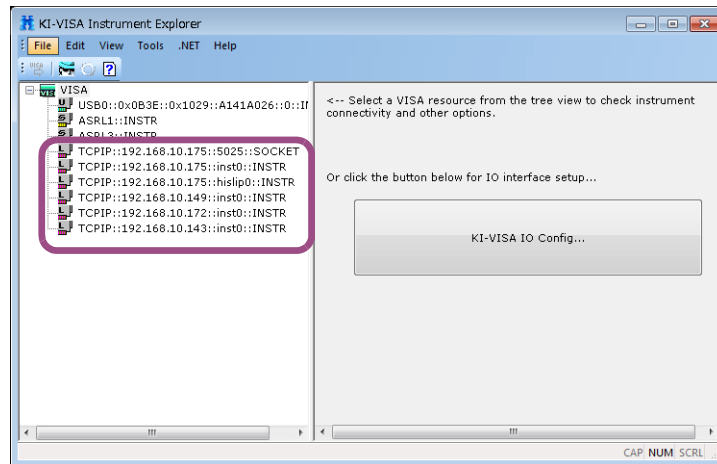 KI-VISA Instrument Explorer
File Edit View Tools .NET Help
VISA
USB0::0x0B3E::0x1029::A141A026::0::II
ASRL1::INSTR
ASRL3::INSTR
TCPIP::192.168.10.175::5025::SOCKET
TCPIP::192.168.10.175::inst0::INSTR
TCPIP::192.168.10.175::hislip0::INSTR
TCPIP::192.168.10.149::inst0::INSTR
TCPIP::192.168.10.172::inst0::INSTR
TCPIP::192.168.10.143::inst0::INSTR
<-- Select a VISA resource from the tree view to check instrument
connectivity and other options.
Or click the button below for IO interface setup...
KI-VISA IO Config...
CAP NUM SCRL